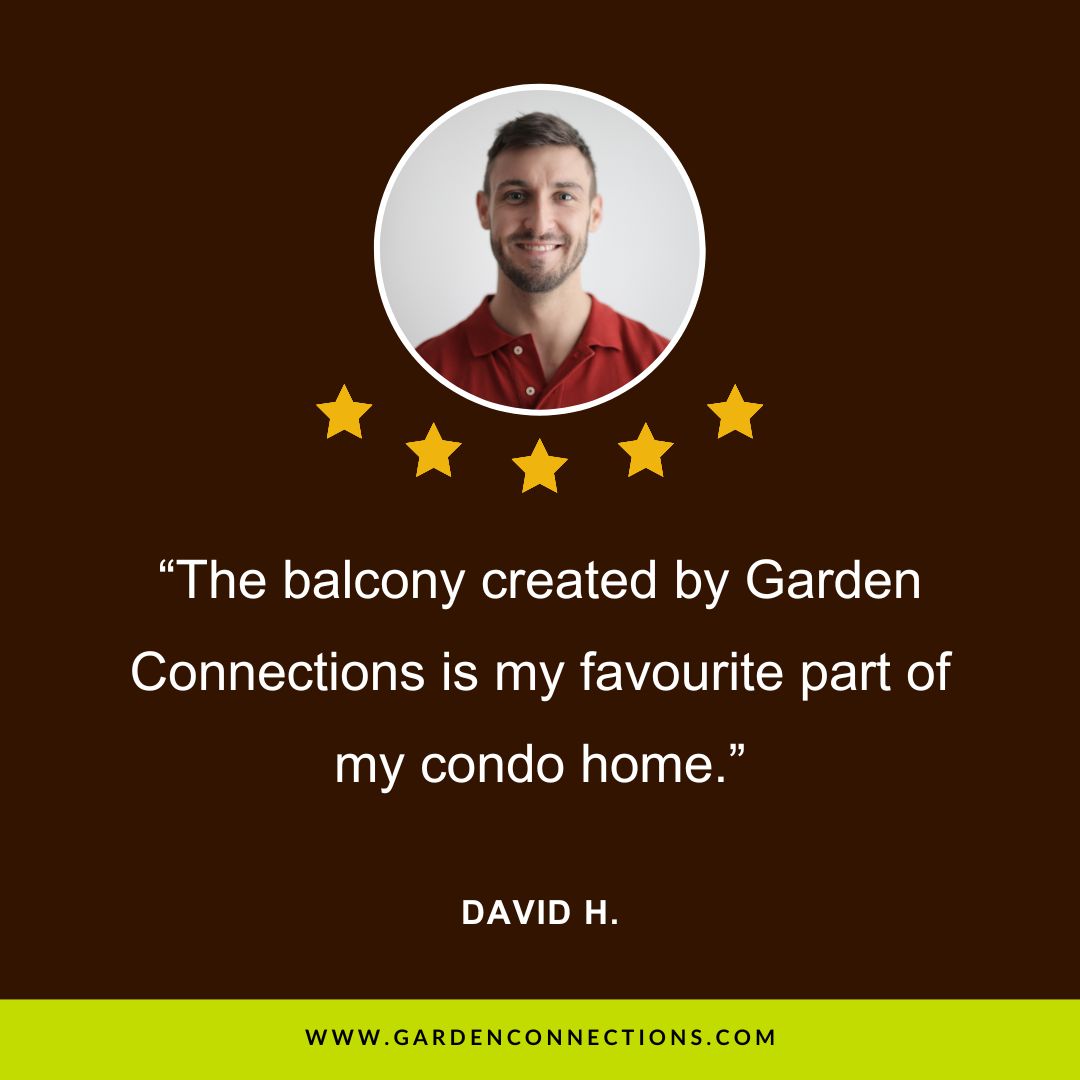 “The balcony created by Garden
Connections is my favourite part of
my condo home.”
DAVID H.
WWW.GARDENCONNECTIONS.COM